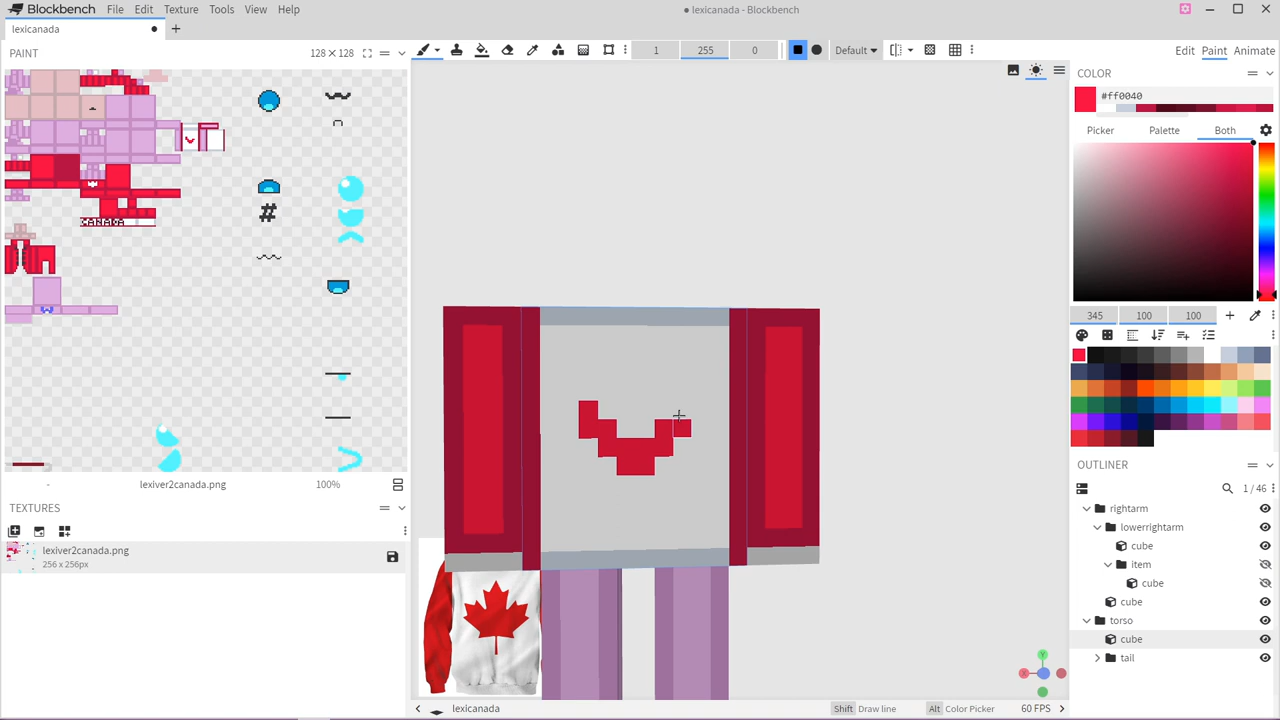 Blockbench File Edit Texture Tools View Help
● lexicanada - Blockbench
lexicanada ● +
PAINT 128 × 128
1 255 0 Default
Edit Paint Animate
COLOR
#ff0040
Picker Palette Both
345 100 100
CANADA
#
- lexiver2canada.png 100%
TEXTURES
lexiver2canada.png
256 x 256px
OUTLINER
1 / 46
rightarm
lowerrightarm
cube
item
cube
cube
torso
cube
tail
Y
lexicanada
Shift Draw line Alt Color Picker 60 FPS